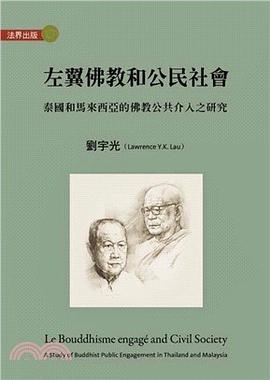 法界出版
左翼佛教和公民社會
泰國和馬來西亞的佛教公共介入之研究
劉宇光（Lawrence Y.K. Lau）
Le Bouddhisme engagé and Civil Society
A Study of Buddhist Public Engagement in Thailand and Malaysia
三民